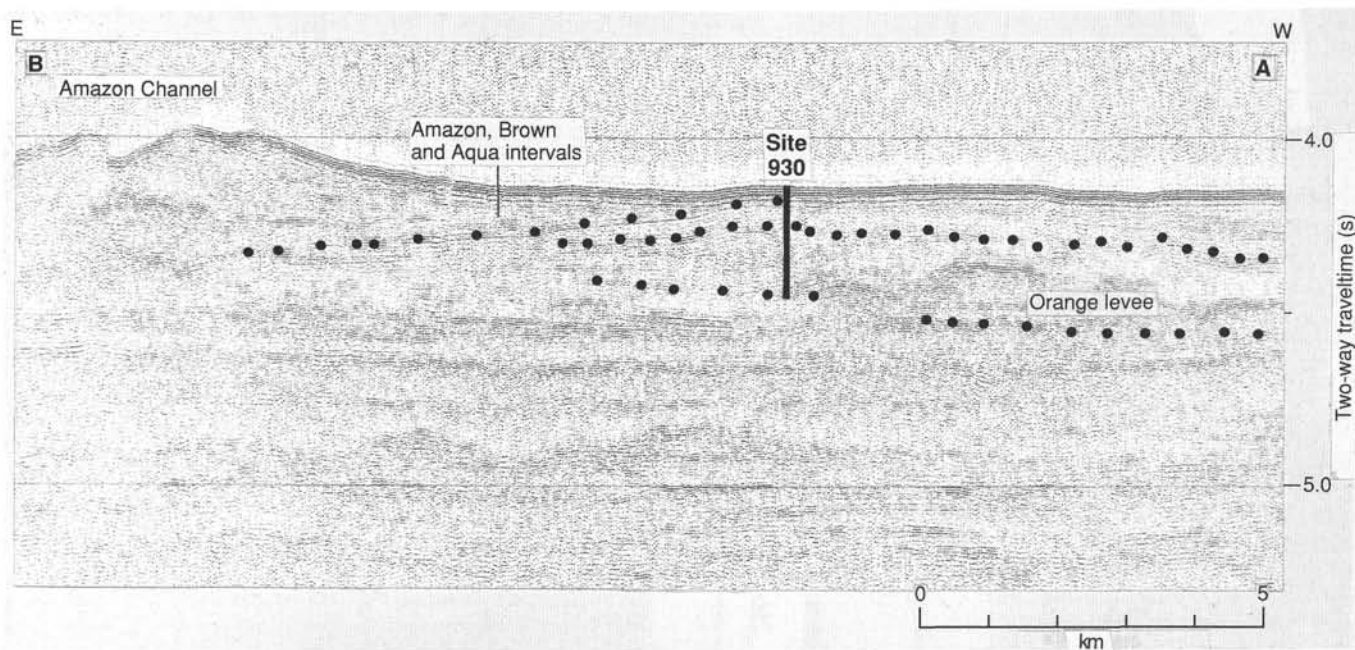 E
W
B
A
Amazon Channel
Amazon, Brown
and Aqua intervals
Site
930
4.0
Orange levee
Two-way traveltime (s)
5.0
0
5
km